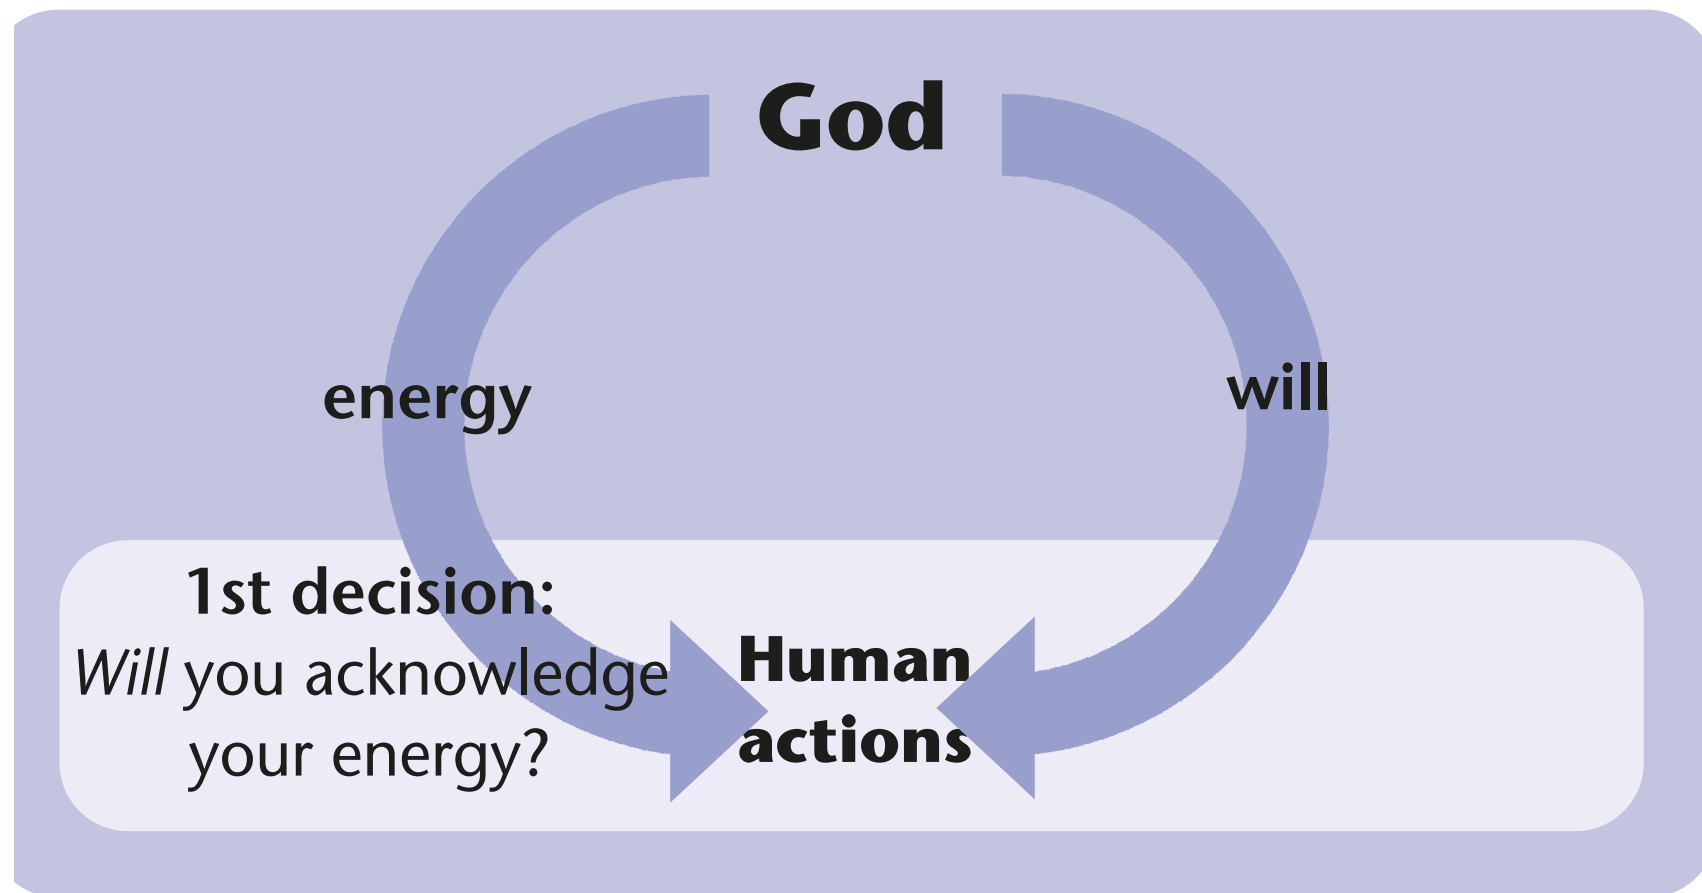 God
energy
will
1st decision:
Will you acknowledge
your energy?
Human
actions